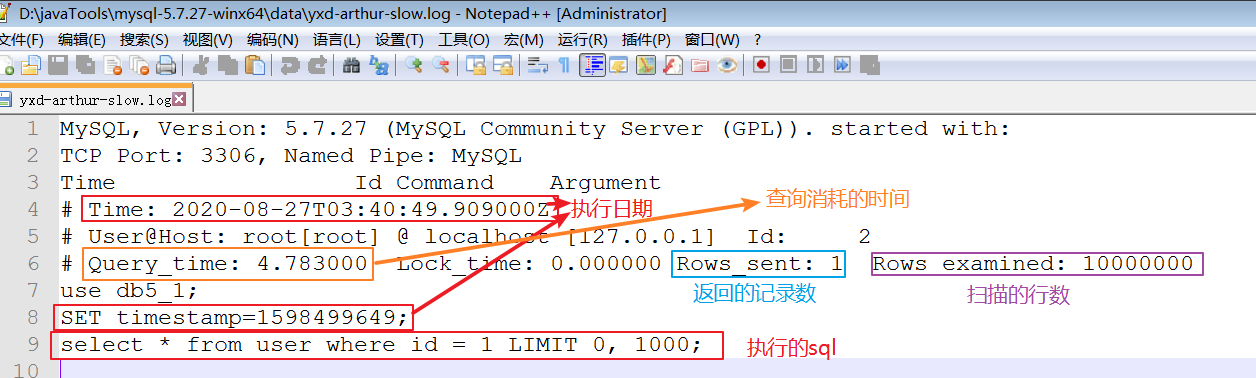 D:\javaTools\mysql-5.7.27-winx64\data\yxd-arthur-slow.log - Notepad++ [Administrator]
文件(F) 编辑(E) 搜索(S) 视图(V) 编码(N) 语言(L) 设置(T) 工具(O) 宏(M) 运行(R) 插件(P) 窗口(W) ?
yxd-arthur-slow.log
1 MySQL, Version: 5.7.27 (MySQL Community Server (GPL)). started with:
2 TCP Port: 3306, Named Pipe: MySQL
3 Time Id Command Argument
查询消耗的时间
4 # Time: 2020-08-27T03:40:49.909000Z 执行日期
5 # User@Host: root[root] @ localhost [127.0.0.1] Id: 2
6 # Query_time: 4.783000 Lock_time: 0.000000 Rows_sent: 1 Rows_examined: 10000000
7 use db5_1;
返回的记录数 扫描的行数
8 SET timestamp=1598499649;
9 select * from user where id = 1 LIMIT 0, 1000; 执行的sql
10